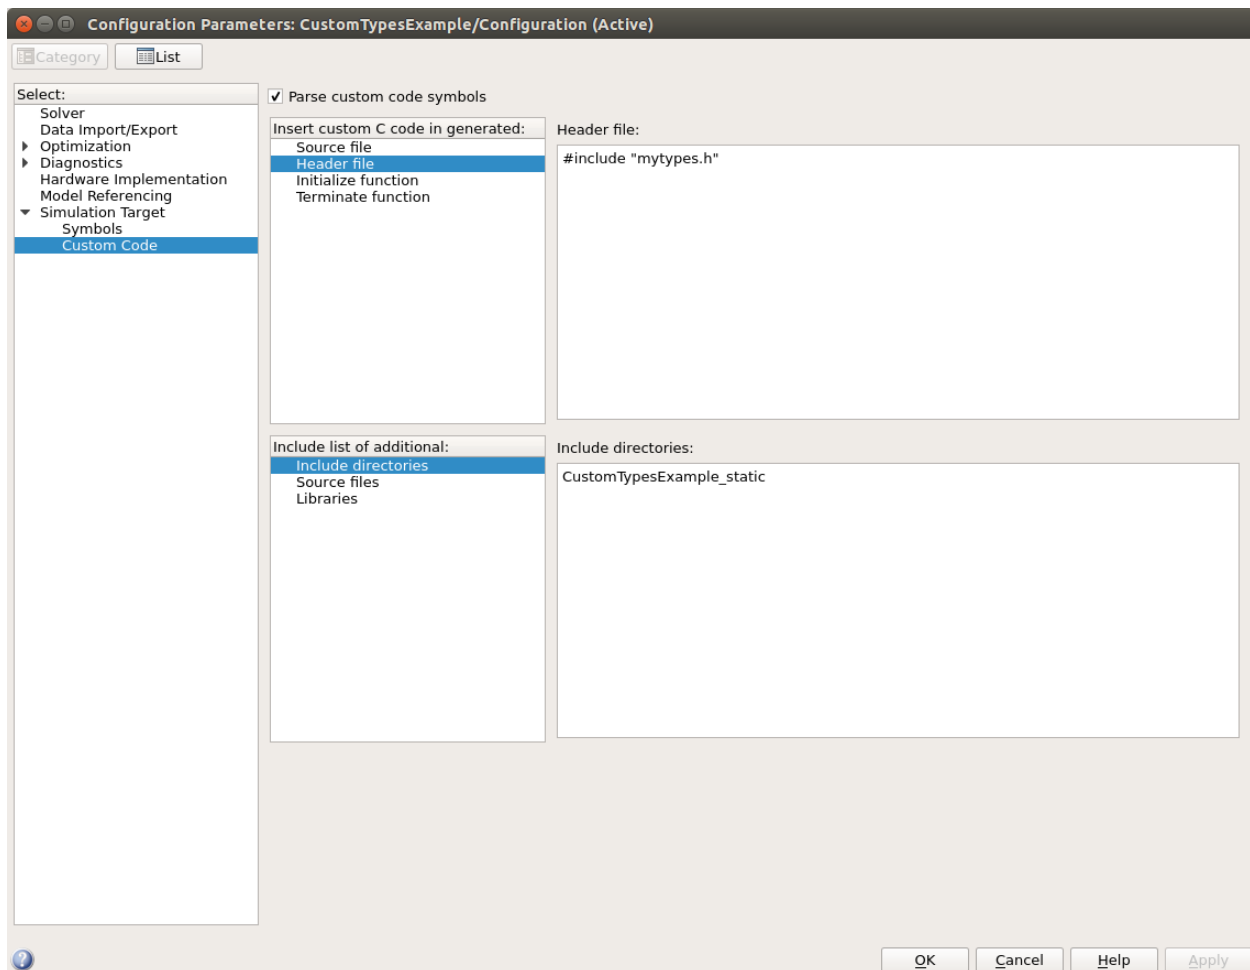 Configuration Parameters: CustomTypesExample/Configuration (Active)
Category
List
Select:
Solver
Data Import/Export
Optimization
Diagnostics
Hardware Implementation
Model Referencing
Simulation Target
Symbols
Custom Code
Parse custom code symbols
Insert custom C code in generated:
Source file
Header file
Initialize function
Terminate function
Header file:
#include "mytypes.h"
Include list of additional:
Include directories
Source files
Libraries
Include directories:
CustomTypesExample_static
?
OK
Cancel
Help
Apply